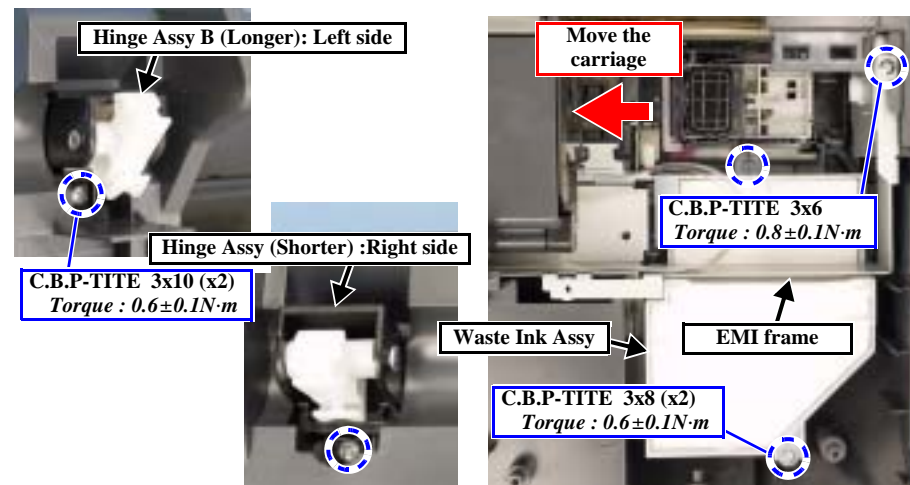 Hinge Assy B (Longer): Left side
C.B.P-TITE 3x10 (x2)
Torque : 0.6±0.1N·m
Hinge Assy (Shorter) :Right side
Move the
carriage
C.B.P-TITE 3x6
Torque : 0.8±0.1N·m
Waste Ink Assy
EMI frame
C.B.P-TITE 3x8 (x2)
Torque : 0.6±0.1N·m